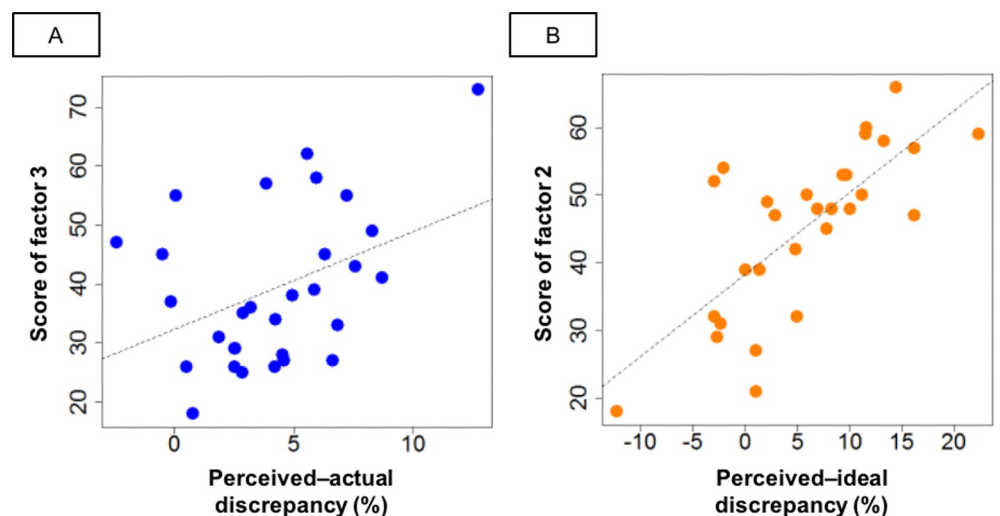 A
B
Score of factor 3
70
60
50
40
30
20
0
5
10
Perceived–actual
discrepancy (%)
Score of factor 2
60
50
40
30
20
-10
-5
0
5
10
15
20
Perceived–ideal
discrepancy (%)